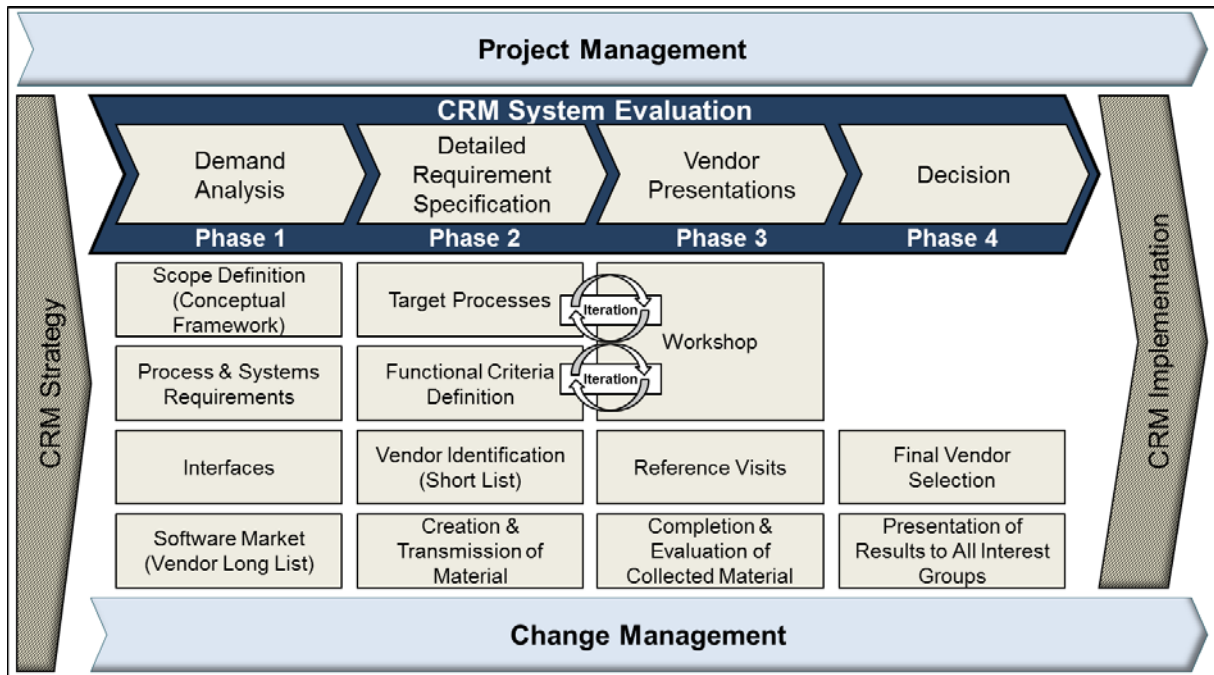 Project Management
CRM Strategy
CRM System Evaluation
Demand
Analysis
Phase 1
Detailed
Requirement
Specification
Phase 2
Vendor
Presentations
Phase 3
Decision
Phase 4
Scope Definition
(Conceptual
Framework)
Target Processes
Iteration
Workshop
Process & Systems
Requirements
Functional Criteria
Definition
Iteration
Interfaces
Vendor Identification
(Short List)
Reference Visits
Final Vendor
Selection
Software Market
(Vendor Long List)
Creation &
Transmission of
Material
Completion &
Evaluation of
Collected Material
Presentation of
Results to All Interest
Groups
CRM Implementation
Change Management